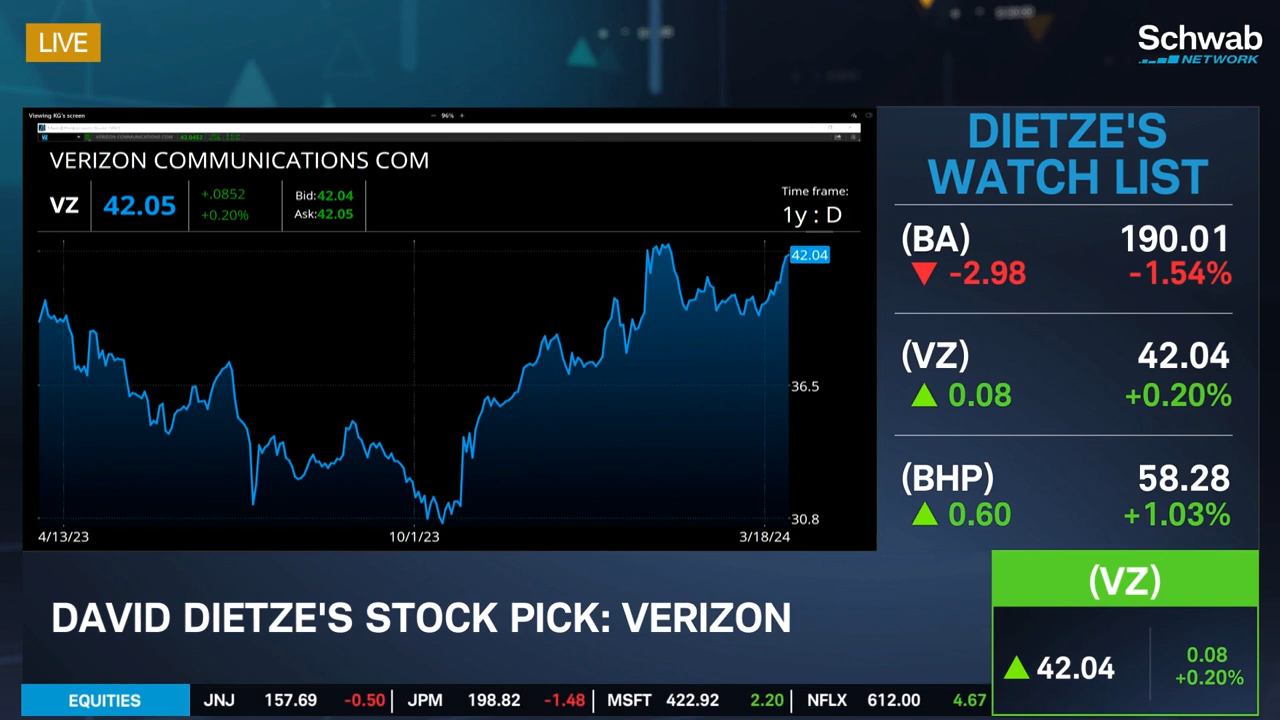 LIVE
Schwab
NETWORK
Viewing KG's screen
96%
VERIZON COMMUNICATIONS COM
VZ 42.05 +.0852 +0.20%
Bid:42.04
Ask:42.05
Time frame:
1y : D
42.04
36.5
30.8
4/13/23 10/1/23 3/18/24
DIETZE'S
WATCH LIST
(BA) 190.01
▼ -2.98 -1.54%
(VZ) 42.04
▲ 0.08 +0.20%
(BHP) 58.28
▲ 0.60 +1.03%
DAVID DIETZE'S STOCK PICK: VERIZON
(VZ)
▲ 42.04 0.08
+0.20%
EQUITIES JNJ 157.69 -0.50 JPM 198.82 -1.48 MSFT 422.92 2.20 NFLX 612.00 4.67